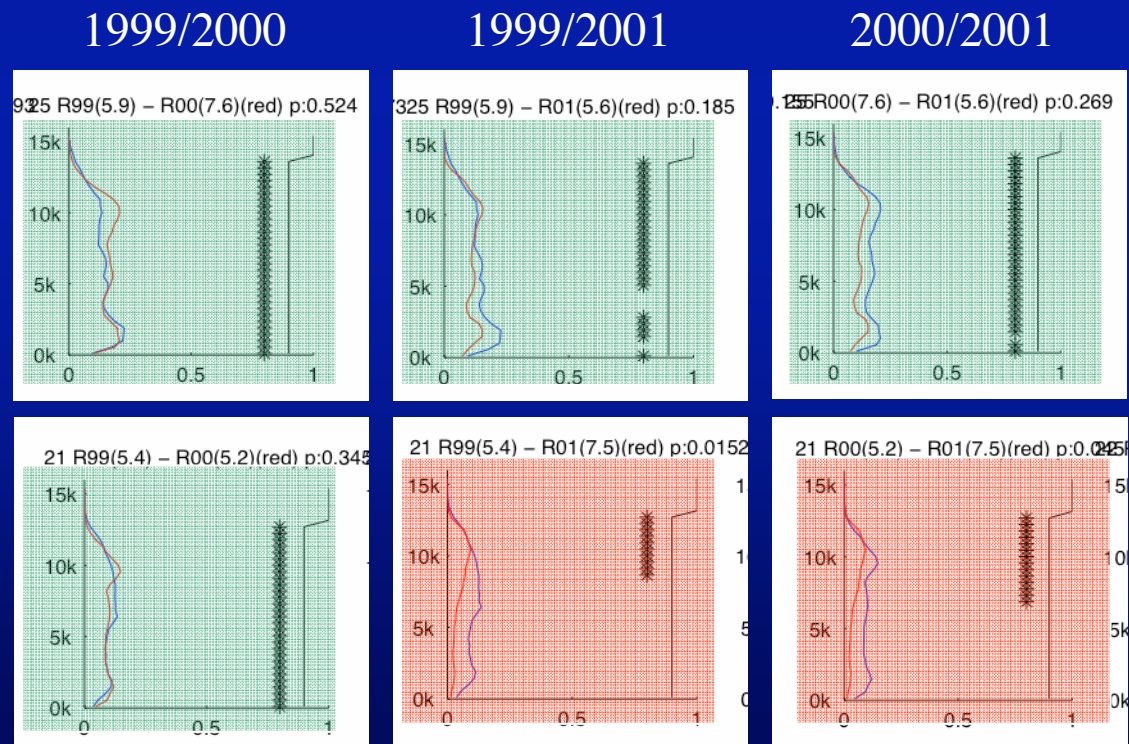 1999/2000 1999/2001 2000/2001
25 R99(5.9) – R00(7.6)(red) p:0.524
325 R99(5.9) – R01(5.6)(red) p:0.185
R00(7.6) – R01(5.6)(red) p:0.269
15k 15k 15k
10k 10k 10k
5k 5k 5k
0k 0k 0k
0 0.5 1 0 0.5 1 0 0.5 1
21 R99(5.4) – R00(5.2)(red) p:0.345
21 R99(5.4) – R01(7.5)(red) p:0.0152
21 R00(5.2) – R01(7.5)(red)
15k 15k 15k
10k 10k 10k 10k
5k 5k 5k 5k
0k 0k 0k 0k
0 0.5 1 0 0.5 1 0 0.5 1